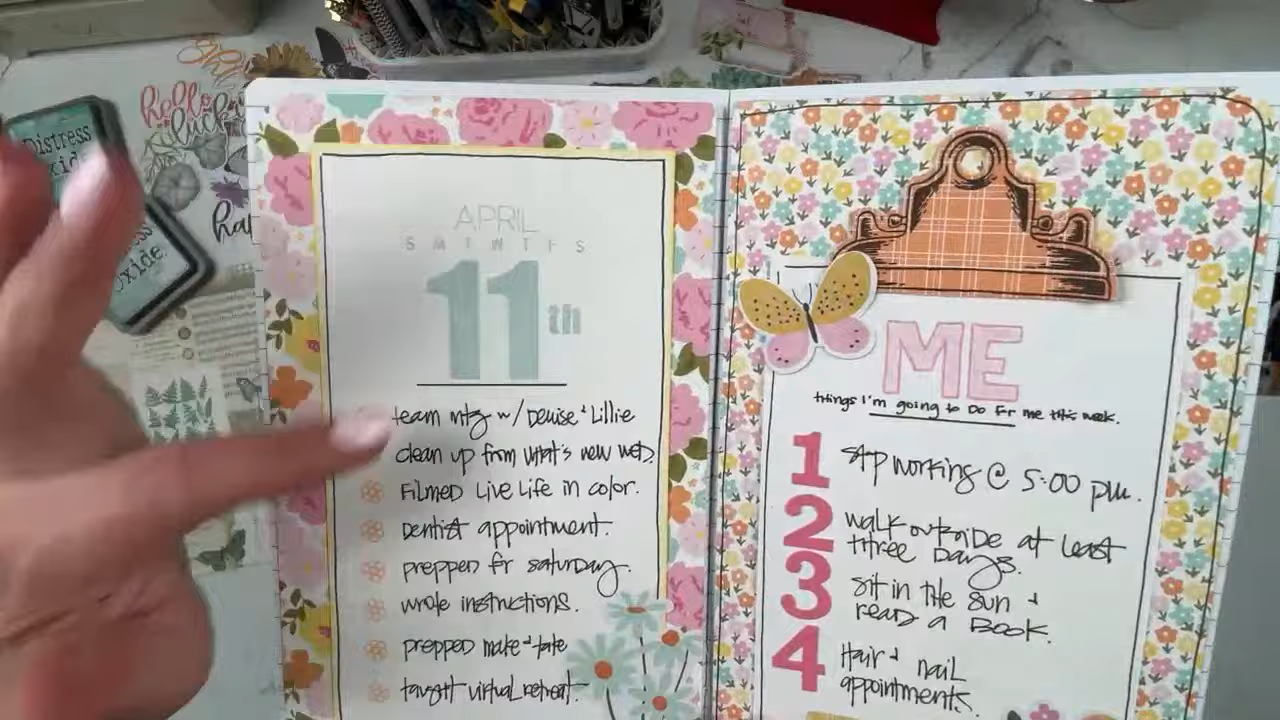 Distress
Oxide
hello
luck
APRIL
S M T W T F S
11th
team mtg w/ Denise + Lillie
clean up from what's new wed.
Filmed Live Life in color.
Dentist appointment.
prepped for saturday.
wrote instructions.
prepped make + take
taught virtual retreat.
ME
things I'm going to Do for me this week.
1 stop working @ 5:00 pm.
2 walk outside at least
three Days.
3 sit in the sun +
read a Book.
4 Hair + nail
appointments.